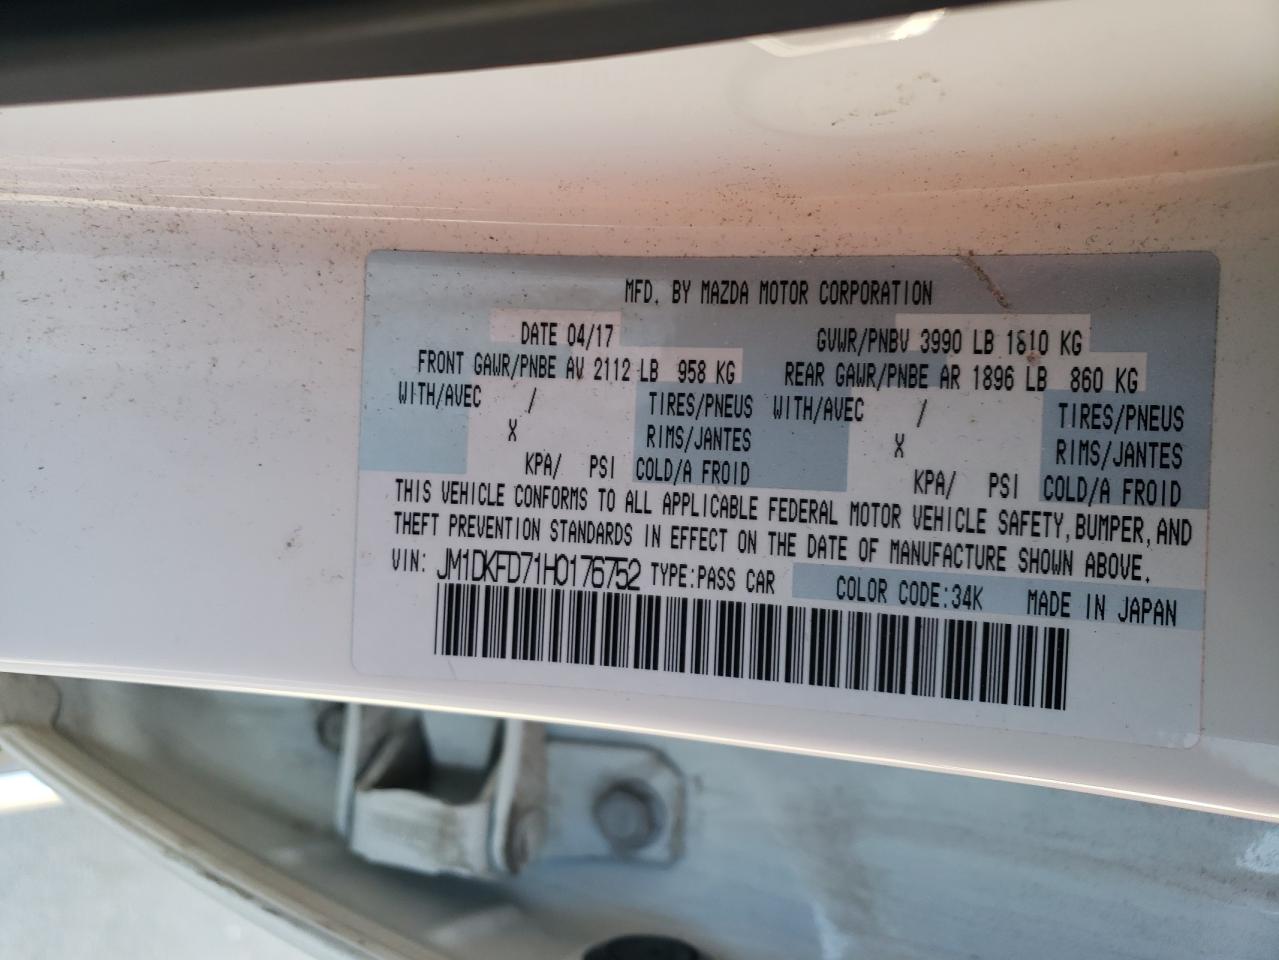 MFD. BY MAZDA MOTOR CORPORATION
DATE 04/17 GVWR/PNBV 3990 LB 1810 KG
FRONT GAWR/PNBE AV 2112 LB 958 KG REAR GAWR/PNBE AR 1896 LB 860 KG
WITH/AVEC / TIRES/PNEUS WITH/AVEC / TIRES/PNEUS
X RIMS/JANTES X RIMS/JANTES
KPA/ PSI COLD/A FROID KPA/ PSI COLD/A FROID
THIS VEHICLE CONFORMS TO ALL APPLICABLE FEDERAL MOTOR VEHICLE SAFETY, BUMPER, AND
THEFT PREVENTION STANDARDS IN EFFECT ON THE DATE OF MANUFACTURE SHOWN ABOVE.
VIN: JM1DKFD71H0176752 TYPE:PASS CAR COLOR CODE:34K MADE IN JAPAN